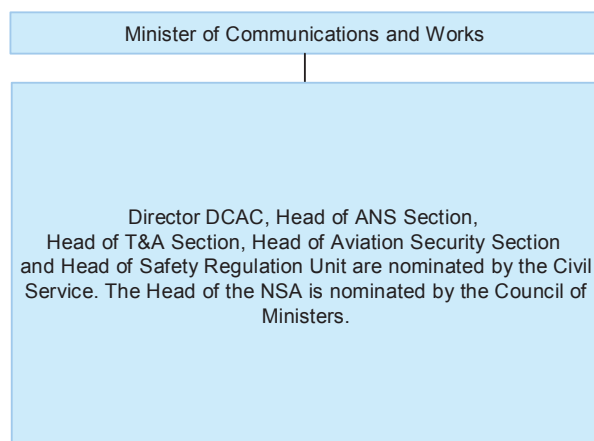 Minister of Communications and Works
Director DCAC, Head of ANS Section,
Head of T&A Section, Head of Aviation Security Section
and Head of Safety Regulation Unit are nominated by the Civil
Service. The Head of the NSA is nominated by the Council of
Ministers.